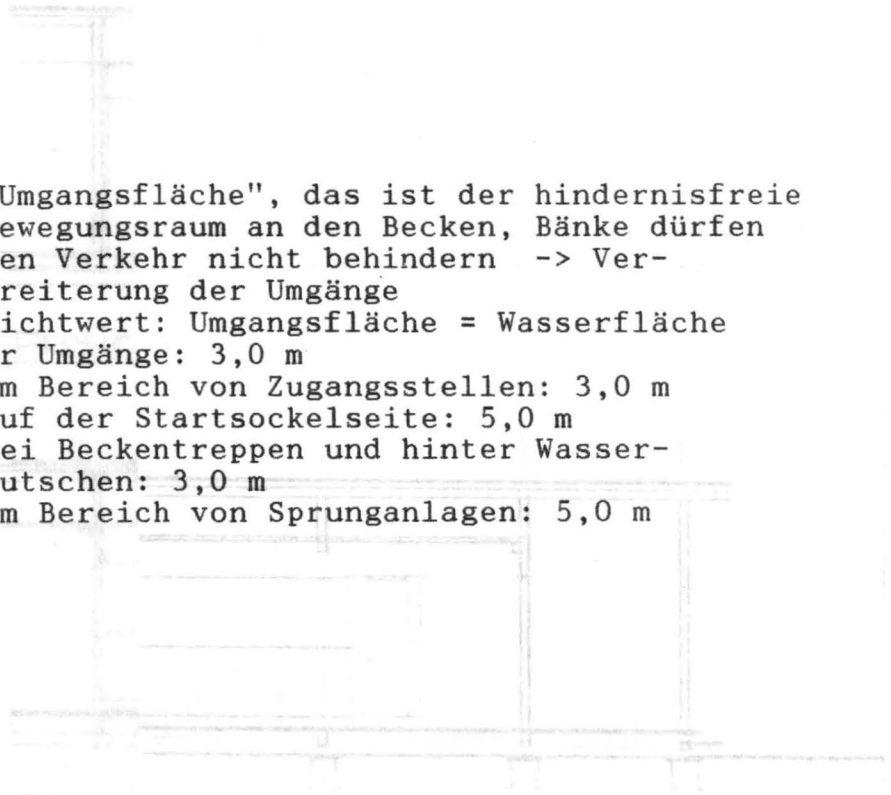 Umgangsfläche", das ist der hindernisfreie
ewegungsraum an den Becken, Bänke dürfen
en Verkehr nicht behindern -> Ver-
reiterung der Umgänge
ichtwert: Umgangsfläche = Wasserfläche
r Umgänge: 3,0 m
m Bereich von Zugangsstellen: 3,0 m
uf der Startsockelseite: 5,0 m
ei Beckentreppen und hinter Wasser-
utschen: 3,0 m
m Bereich von Sprunganlagen: 5,0 m